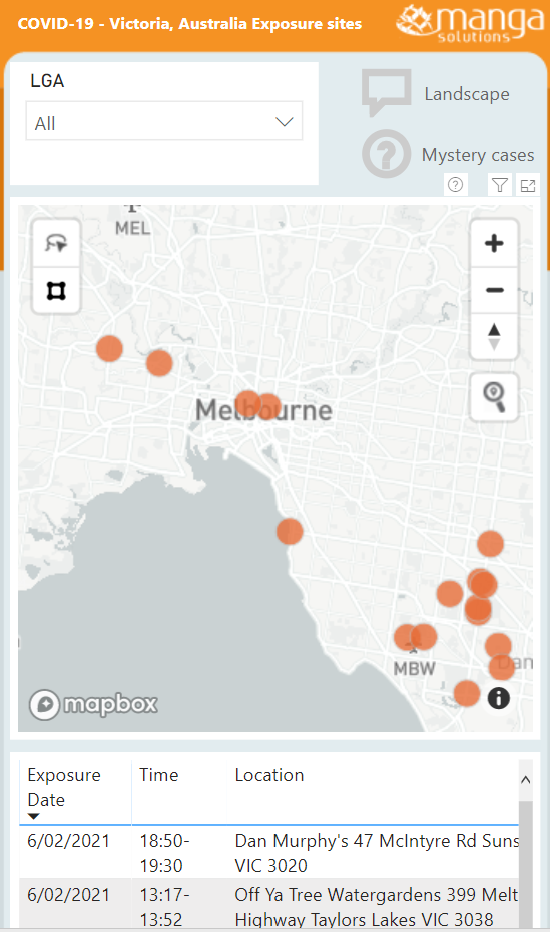 COVID-19 - Victoria, Australia Exposure sites
manga
solutions
LGA
All
Landscape
Mystery cases
MEL
Melbourne
MBW
Dan
mapbox
Exposure
Date
Time
Location
6/02/2021
18:50-
19:30
Dan Murphy's 47 McIntyre Rd Suns
VIC 3020
6/02/2021
13:17-
13:52
Off Ya Tree Watergardens 399 Melt
Highway Taylors Lakes VIC 3038